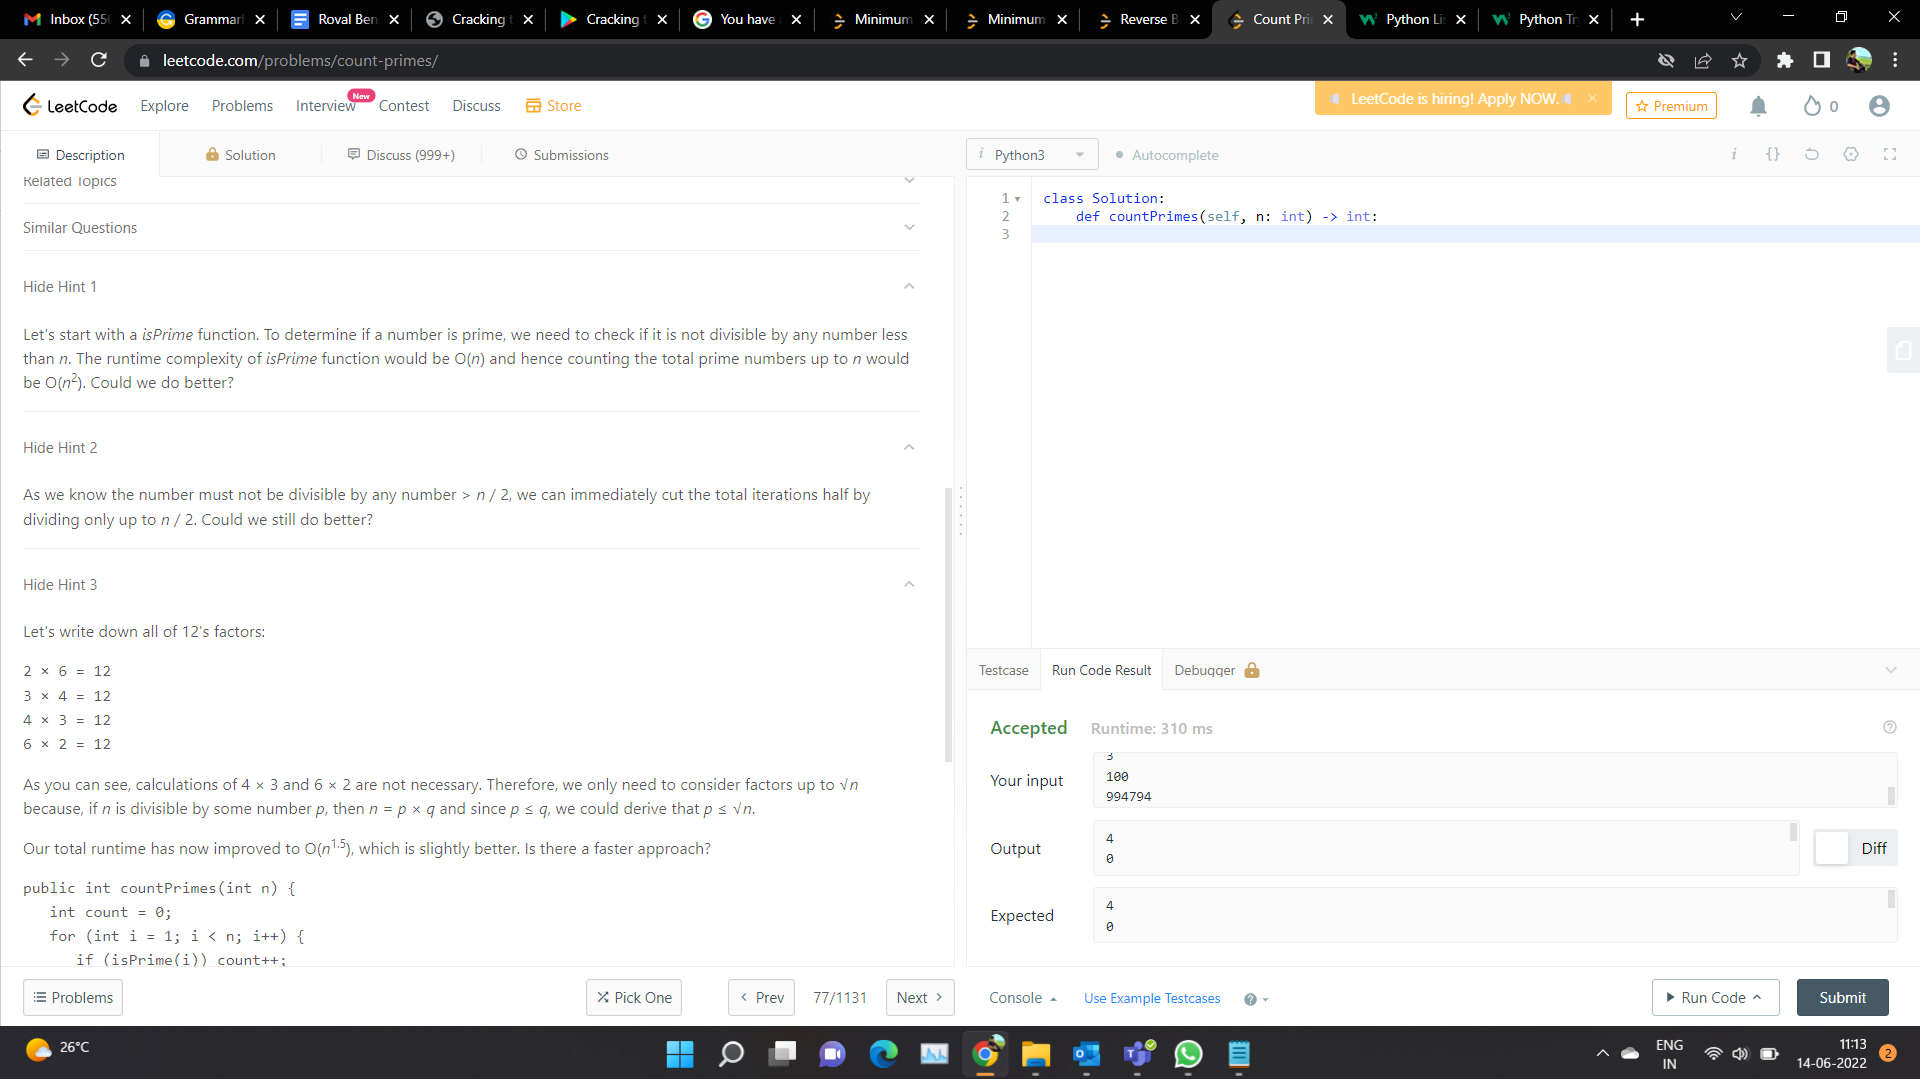 Inbox (556
Grammarl
Royal Ben
Cracking t
Cracking t
You have a
Minimum
Minimum
Reverse B
Count Pri
Python Lis
Python Tr
leetcode.com/problems/count-primes/
LeetCode
Explore
Problems
Interview
New
Contest
Discuss
Store
LeetCode is hiring! Apply NOW.
Premium
0
Description
Solution
Discuss (999+)
Submissions
i Python3
Autocomplete
i {}
Related Topics
Similar Questions
Hide Hint 1
Let's start with a isPrime function. To determine if a number is prime, we need to check if it is not divisible by any number less
than n. The runtime complexity of isPrime function would be O(n) and hence counting the total prime numbers up to n would
be O(n²). Could we do better?
Hide Hint 2
As we know the number must not be divisible by any number > n / 2, we can immediately cut the total iterations half by
dividing only up to n / 2. Could we still do better?
Hide Hint 3
Let's write down all of 12's factors:
2 × 6 = 12
3 × 4 = 12
4 × 3 = 12
6 × 2 = 12
As you can see, calculations of 4 × 3 and 6 × 2 are not necessary. Therefore, we only need to consider factors up to √n
because, if n is divisible by some number p, then n = p × q and since p ≤ q, we could derive that p ≤ √n.
Our total runtime has now improved to O(n^1.5), which is slightly better. Is there a faster approach?
public int countPrimes(int n) {
int count = 0;
for (int i = 1; i < n; i++) {
if (isPrime(i)) count++;
1 class Solution:
2 def countPrimes(self, n: int) -> int:
3
Testcase
Run Code Result
Debugger
Accepted
Runtime: 310 ms
Your input
3
100
994794
Output
4
0
Diff
Expected
4
0
Problems
Pick One
Prev
77/1131
Next
Console
Use Example Testcases
Run Code
Submit
26°C
ENG
IN
11:13
14-06-2022
2